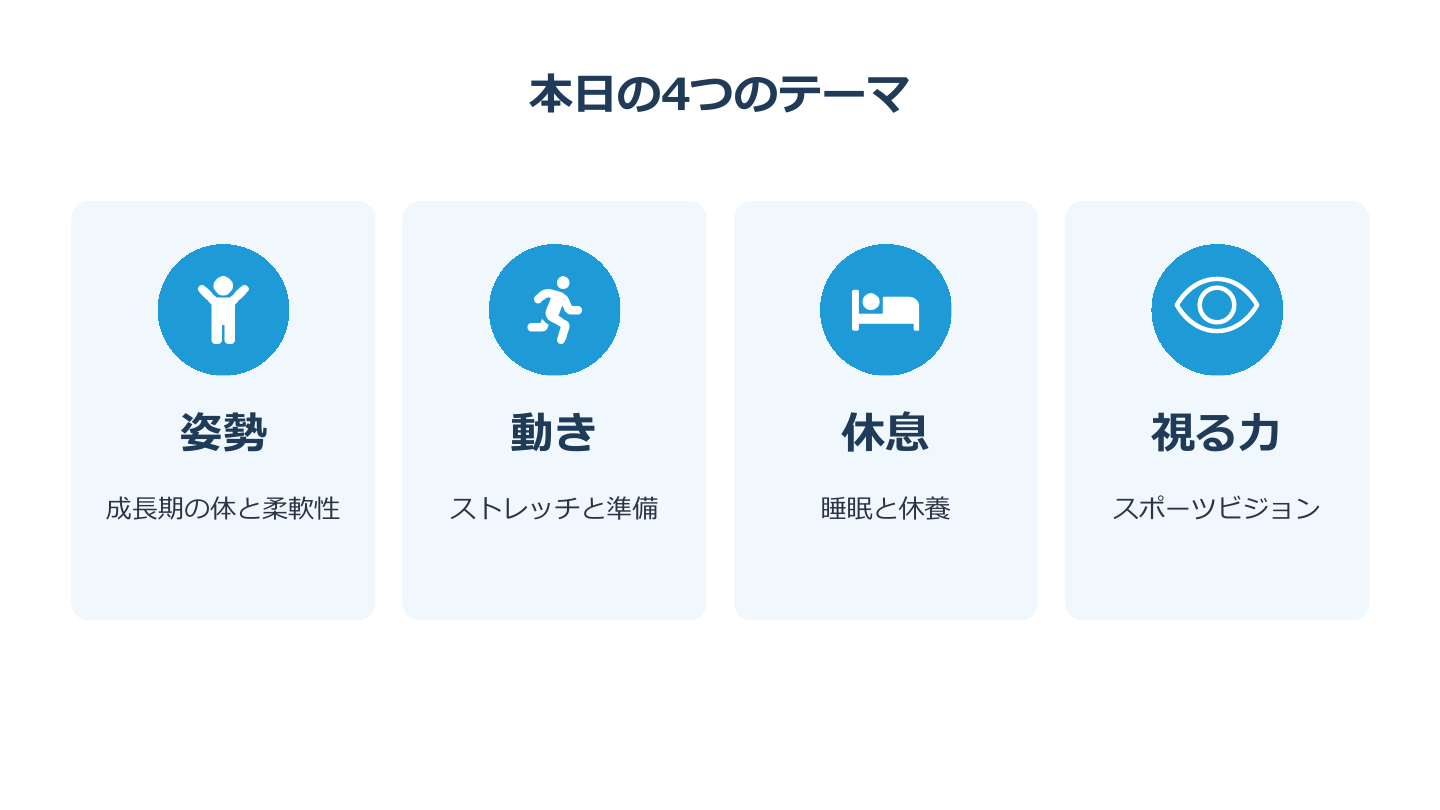 本日の4つのテーマ
姿勢
成長期の体と柔軟性
動き
ストレッチと準備
休息
睡眠と休養
視る力
スポーツビジョン